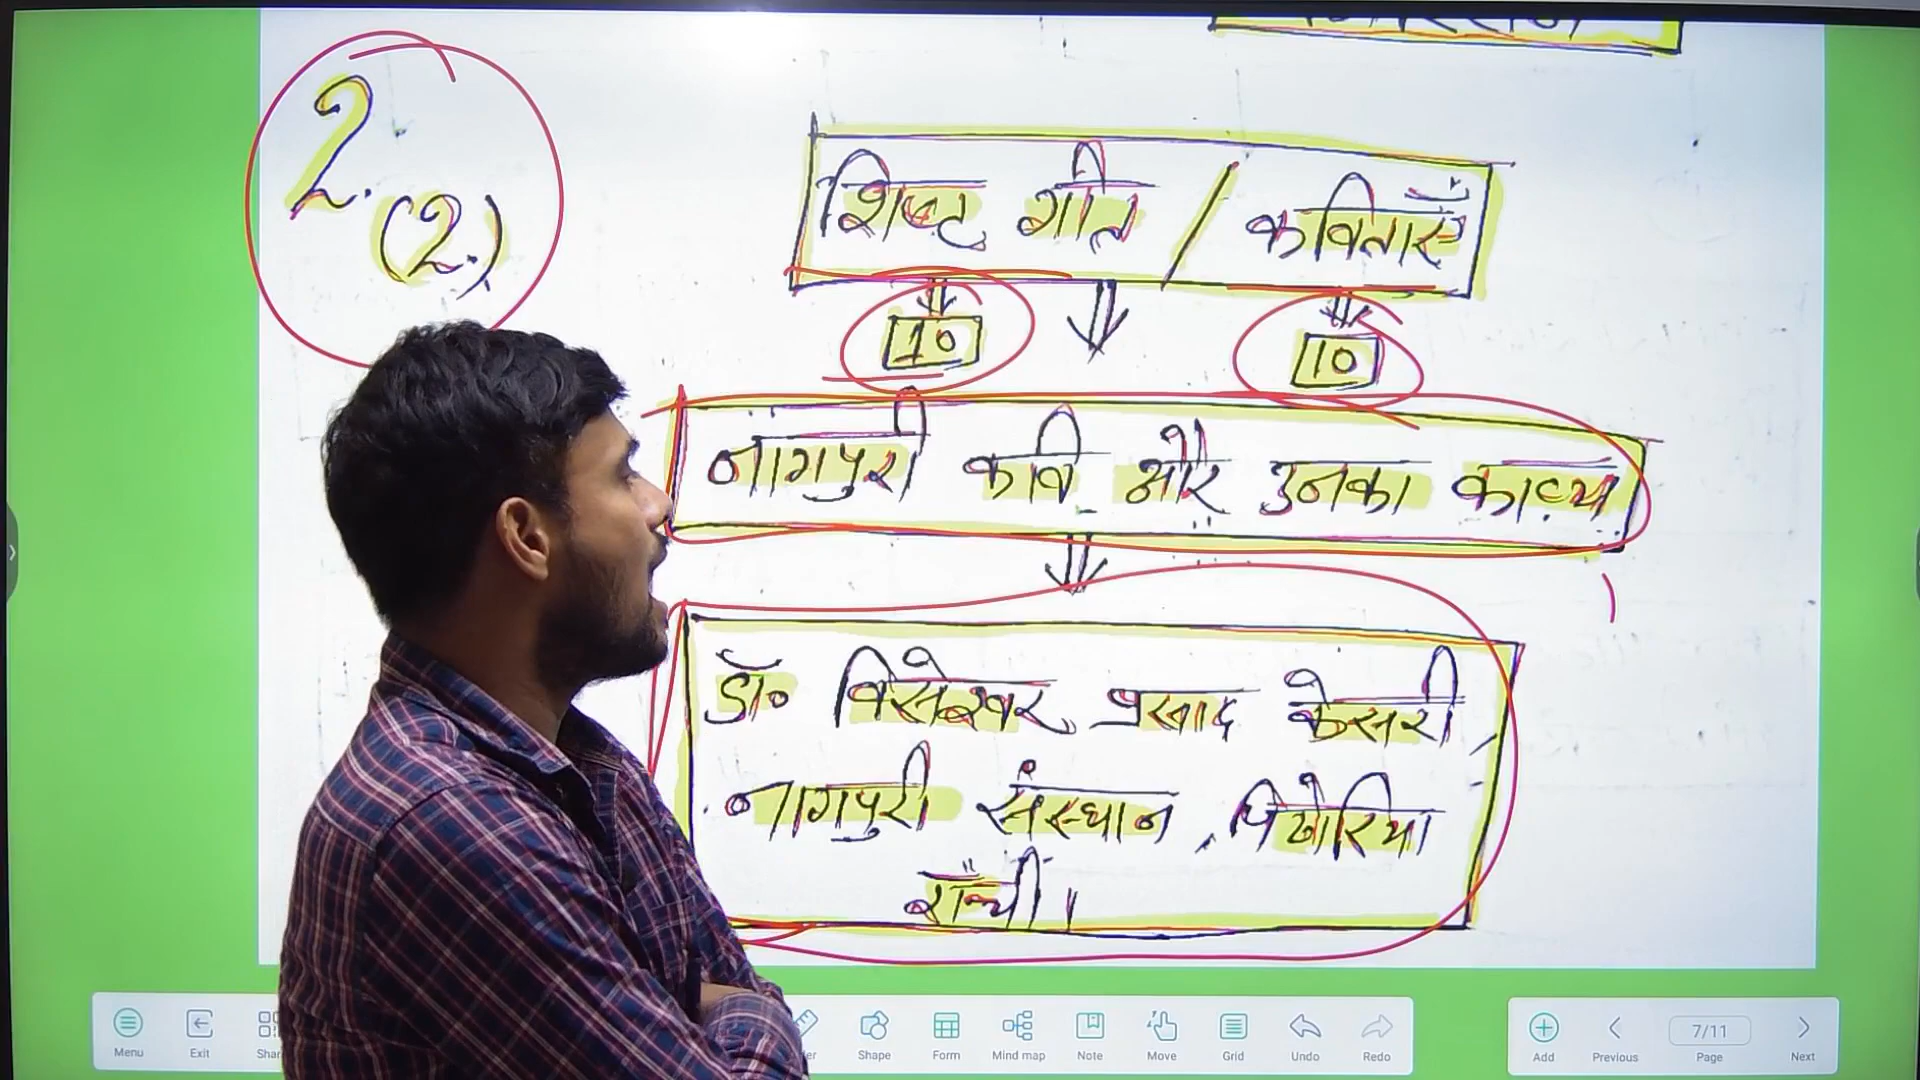 2.
(2.)
शिष्ट गीत / कविताएँ
10
10
नागपुरी कवि और उनका काव्य
डॉ० विसेश्वर प्रसाद केसरी
नागपुरी संस्थान, पिठोरिया
राँची।
Menu Exit Shape Form Mind map Note Move Grid Undo Redo
Add Previous 7/11 Page Next